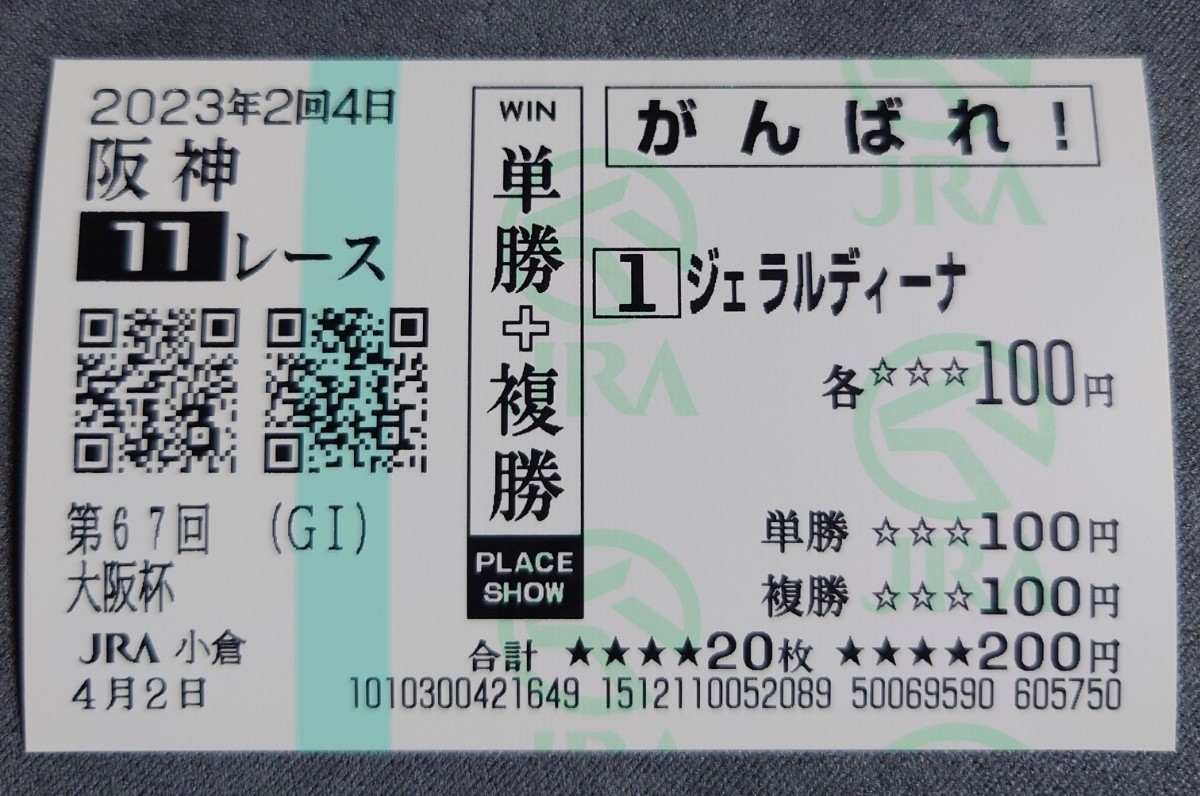 2023年2回4日
阪神
11レース
第67回 (GI)
大阪杯
JRA 小倉
4月2日
WIN
単勝+複勝
PLACE
SHOW
がんばれ!
1 ジェラルディーナ
各☆☆☆100円
単勝 ☆☆☆100円
複勝 ☆☆☆100円
合計 ★★★★20枚 ★★★★200円
1010300421649 1512110052089 50069590 605750
JRA
JRA
JRA